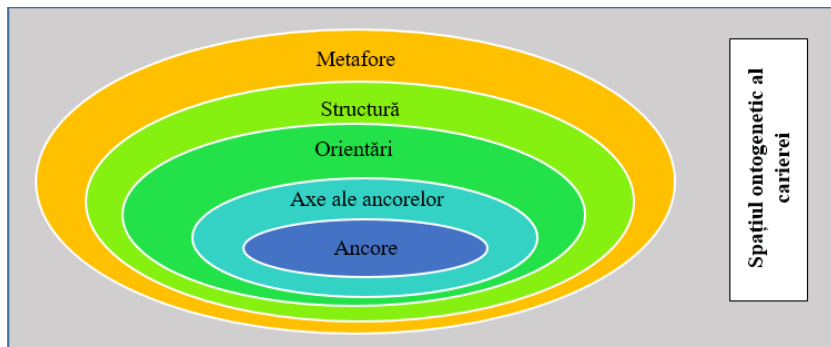 Metafore
Structură
Orientări
Axe ale ancorelor
Ancore
Spațiul ontogenetic al
carierei